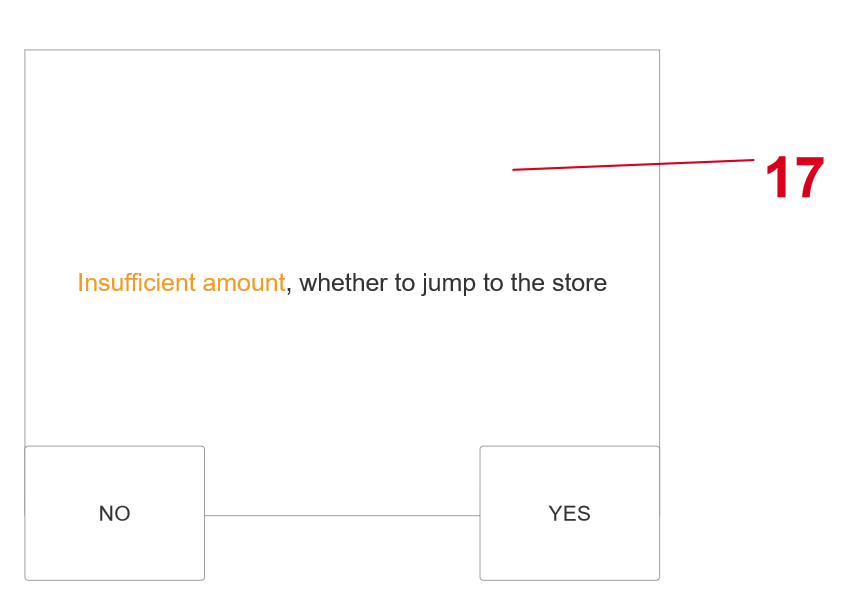 17
Insufficient amount, whether to jump to the store
NO
YES